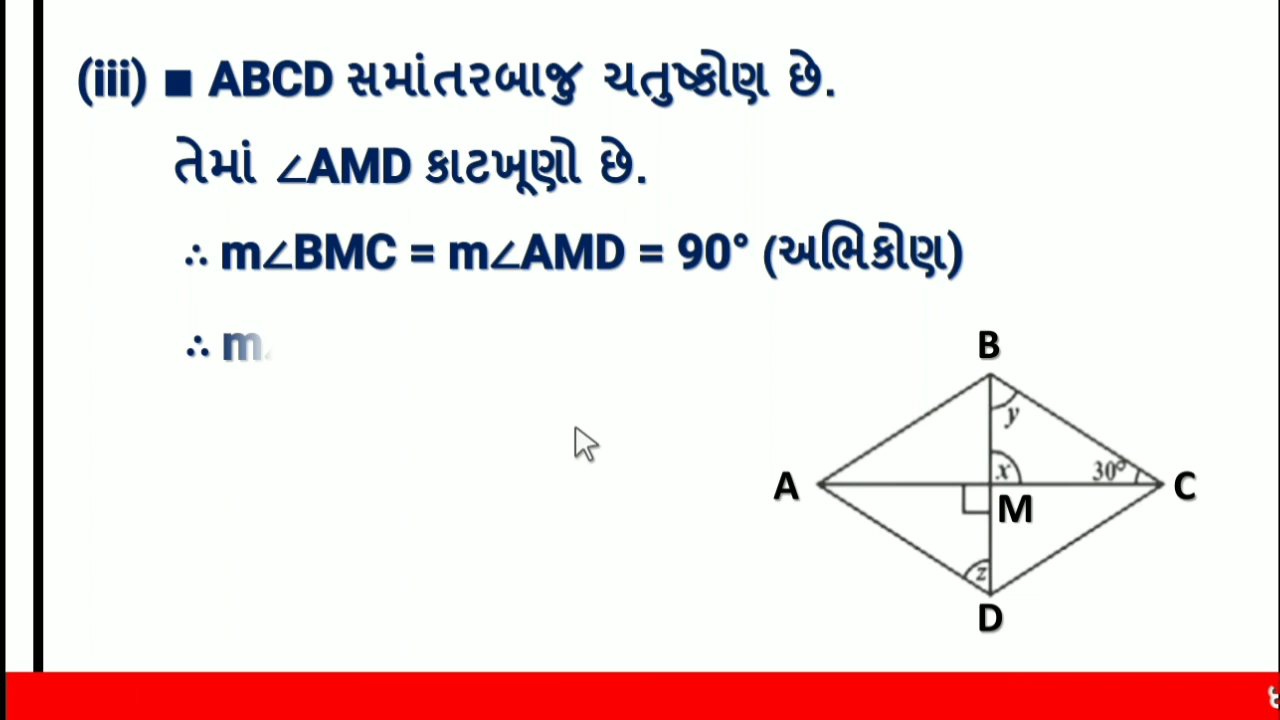 (iii) ■ ABCD સમાંતરબાજુ ચતુષ્કોણ છે.
તેમાં ∠AMD કાટખૂણો છે.
∴ m∠BMC = m∠AMD = 90° (અભિકોણ)
∴ m
B
y
x
30°
A
C
M
z
D